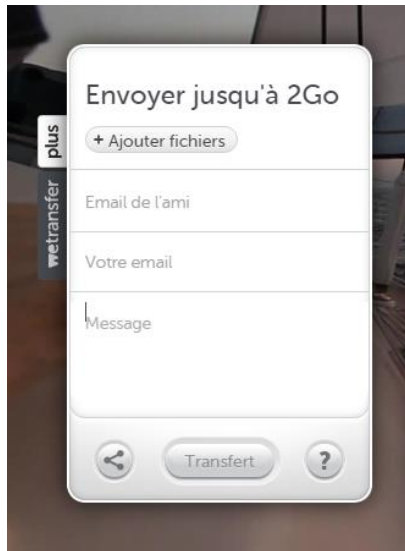 Envoyer jusqu'à 2Go
+ Ajouter fichiers
plus
wetransfer
Email de l'ami
Votre email
Message
Transfert
?